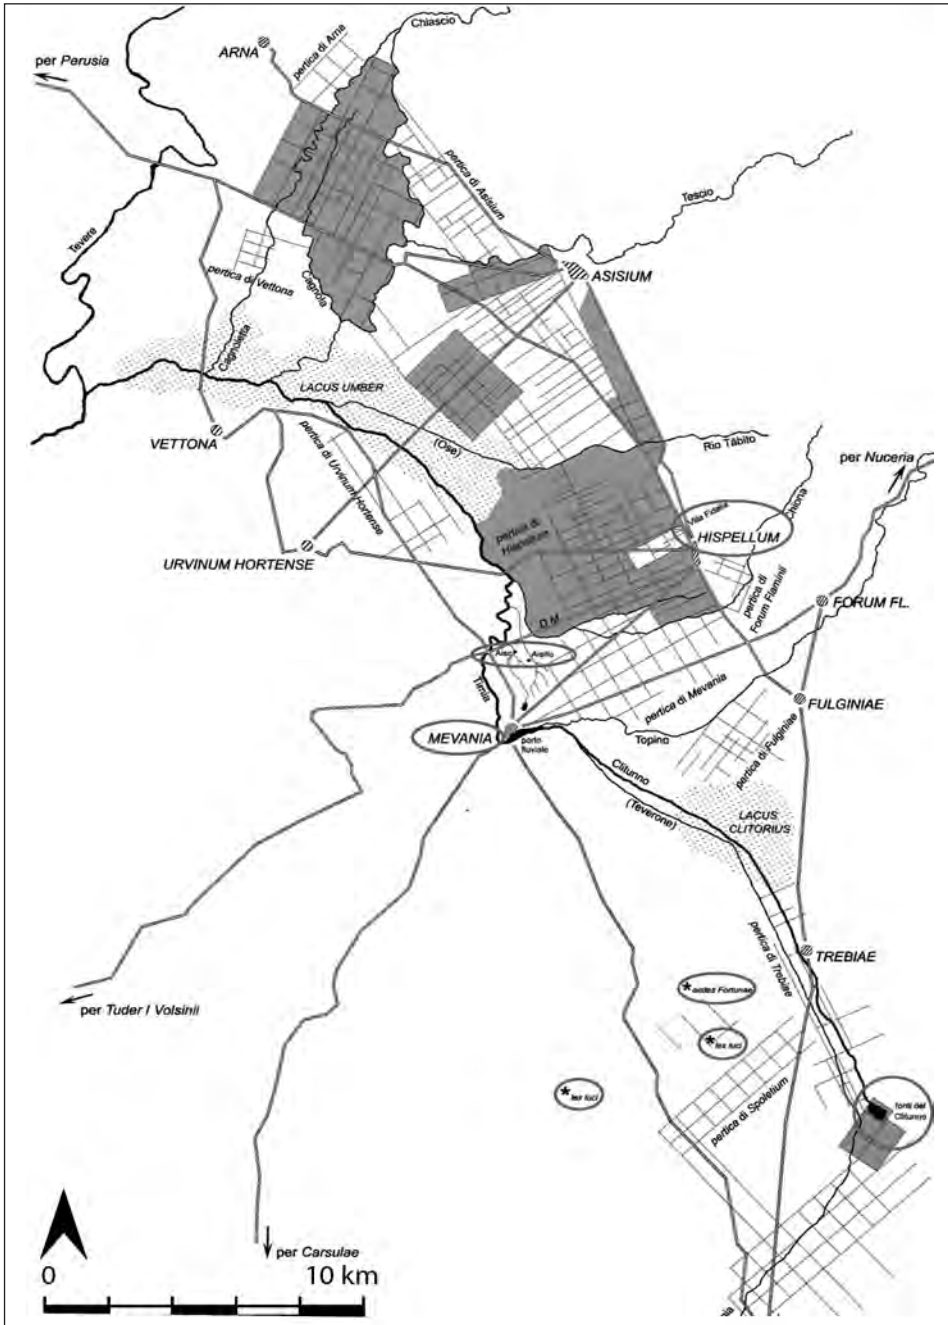 Chiascio
ARNA
pertica di Arna
per Perusia
pertica di Asisium
Tescio
Tevere
pertica di Vettona
Cagnola
ASISIUM
Cagnoletta
LACUS UMBER
VETTONA
(Ose)
Rio Tábito
pertica di Urvinum Hortense
per Nuceria
Chiona
pertica di
Hispellum
Villa Fidelia
HISPELLUM
URVINUM HORTENSE
pertica di
Forum Flaminii
FORUM FL.
D M
Aiso
Aisillo
Timia
pertica di Mevania
FULGINIAE
MEVANIA
porto
fluviale
Topino
pertica di Fulginiae
Clitunno
(Teverone)
LACUS
CLITORIUS
TREBIAE
pertica di Trebiae
*aedes Fortunae
per Tuder / Volsinii
*lex luci
*lex luci
pertica di Spoletium
fonti del
Clitunno
per Carsulae
0 10 km